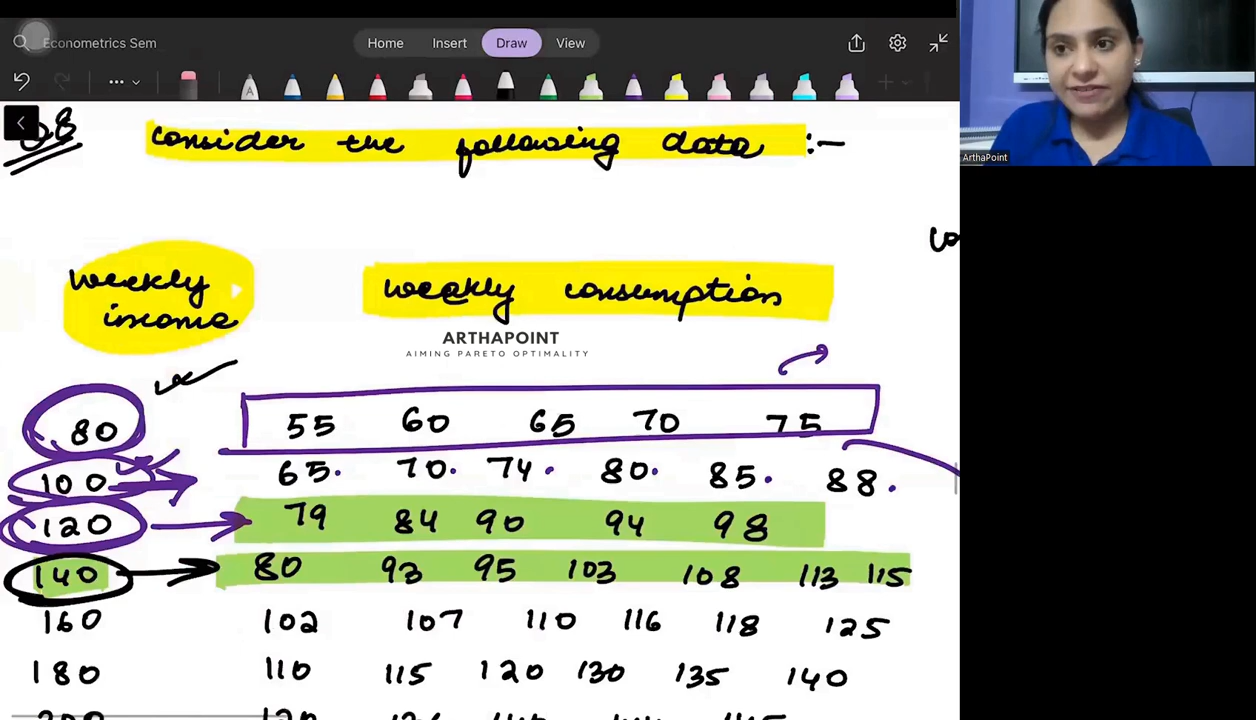 Econometrics Sem
Home Insert Draw View
consider the following data :-
ArthaPoint
weekly income
weekly consumption
ARTHAPOINT
AIMING PARETO OPTIMALITY
80 55 60 65 70 75
100 65. 70. 74. 80. 85. 88.
120 79 84 90 94 98
140 80 93 95 103 108 113 115
160 102 107 110 116 118 125
180 110 115 120 130 135 140